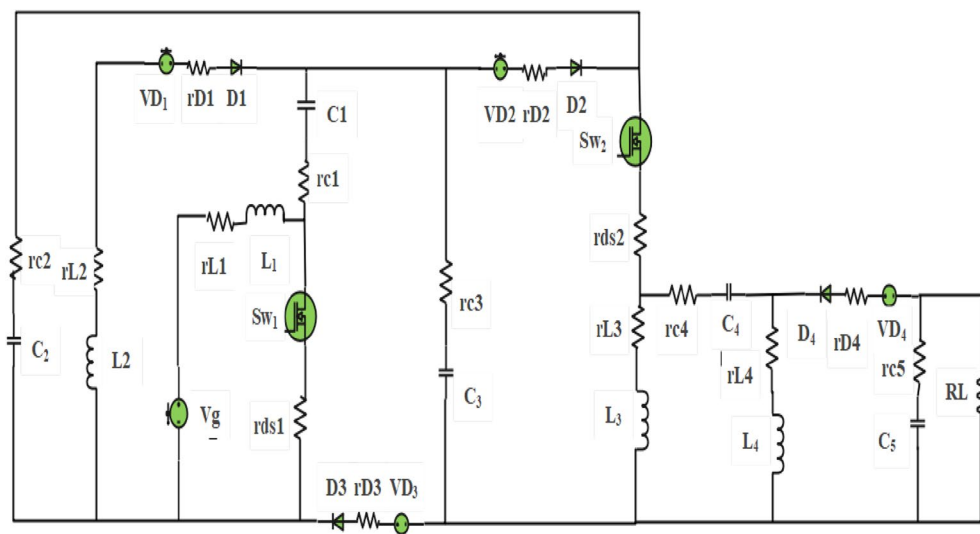 VD₁ rD1 D1
C1
VD2 rD2 D2
Sw₂
rc1
rc2
rL2
rL1
L₁
rds2
Sw₁
rc3
rL3
rc4
C₄
D₄
rD4
VD₄
rL4
rc5
RL
C₂
L2
C₃
L₃
L₄
C₅
Vg
rds1
D3 rD3 VD₃